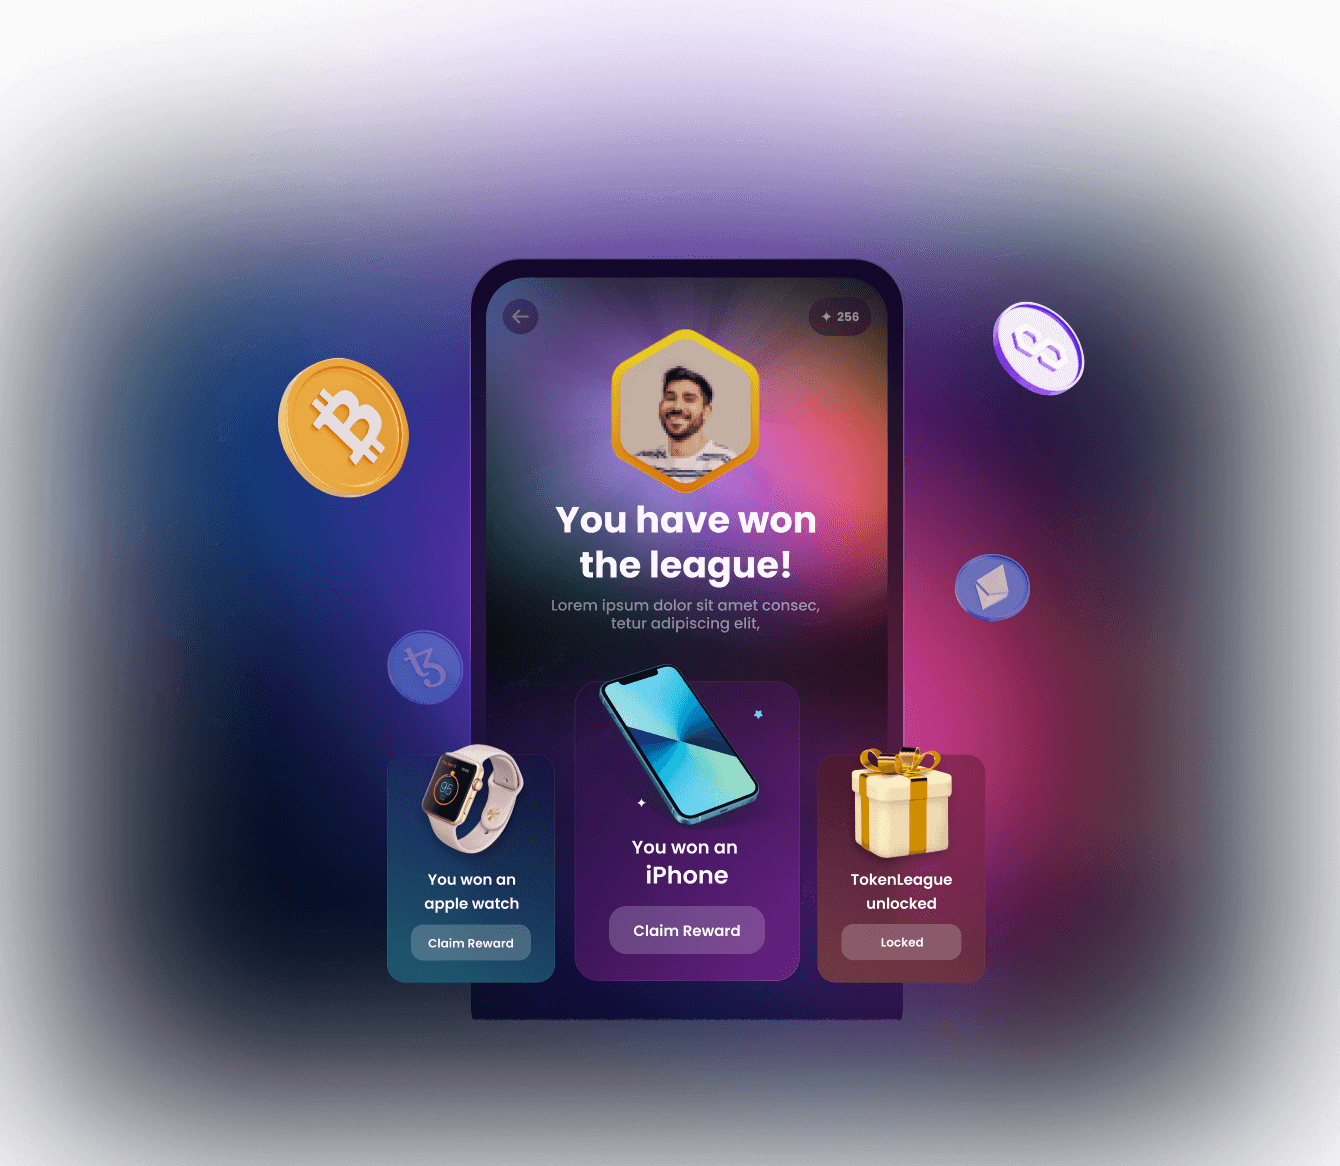 256
You have won
the league!
Lorem ipsum dolor sit amet consec,
tetur adipiscing elit,
You won an
iPhone
Claim Reward
You won an
apple watch
Claim Reward
TokenLeague
unlocked
Locked